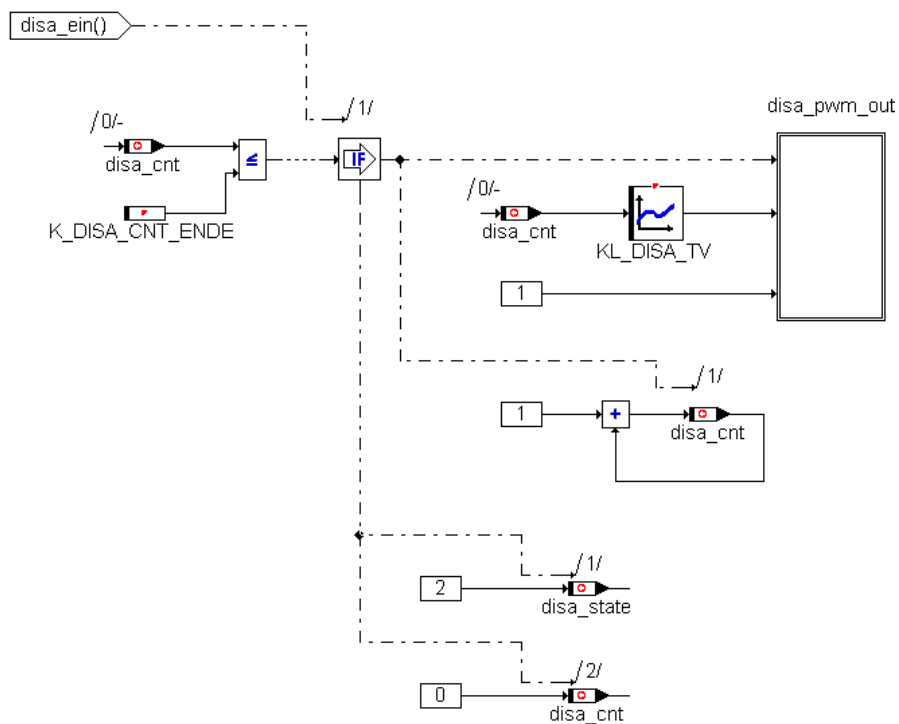 disa_ein()
/1/
disa_pwm_out
/0/-
≤
IF
disa_cnt
/0/-
K_DISA_CNT_ENDE
disa_cnt
KL_DISA_TV
1
/1/
1
+
disa_cnt
/1/
2
disa_state
/2/
0
disa_cnt